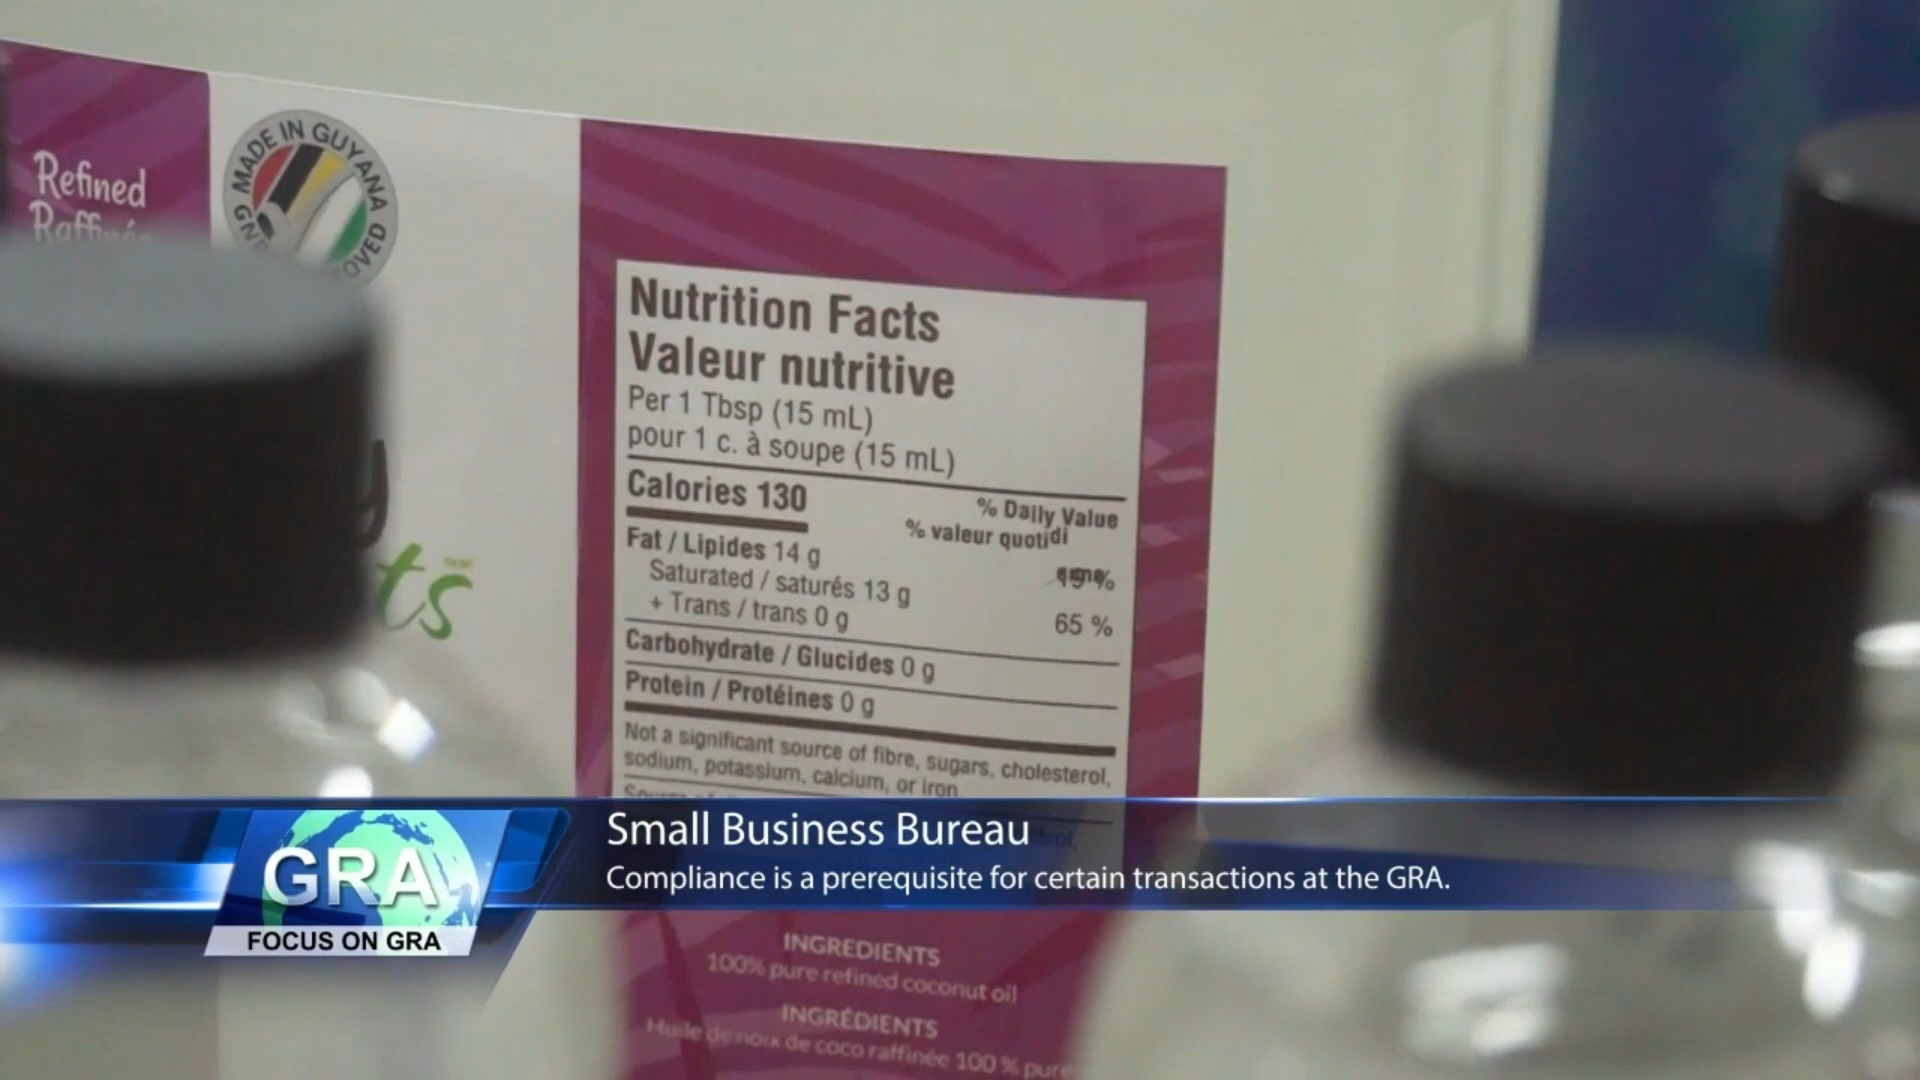 Refined
Raffinée
MADE IN GUYANA
Nutrition Facts
Valeur nutritive
Per 1 Tbsp (15 mL)
pour 1 c. à soupe (15 mL)
Calories 130
% Daily Value
% valeur quotidi
Fat / Lipides 14 g
Saturated / saturés 13 g
+ Trans / trans 0 g
65 %
Carbohydrate / Glucides 0 g
Protein / Protéines 0 g
Not a significant source of fibre, sugars, cholesterol,
sodium, potassium, calcium, or iron
Small Business Bureau
Compliance is a prerequisite for certain transactions at the GRA.
GRA
FOCUS ON GRA
INGREDIENTS
100% pure refined coconut oil
INGRÉDIENTS
Huile de noix de coco raffinée 100 % pure